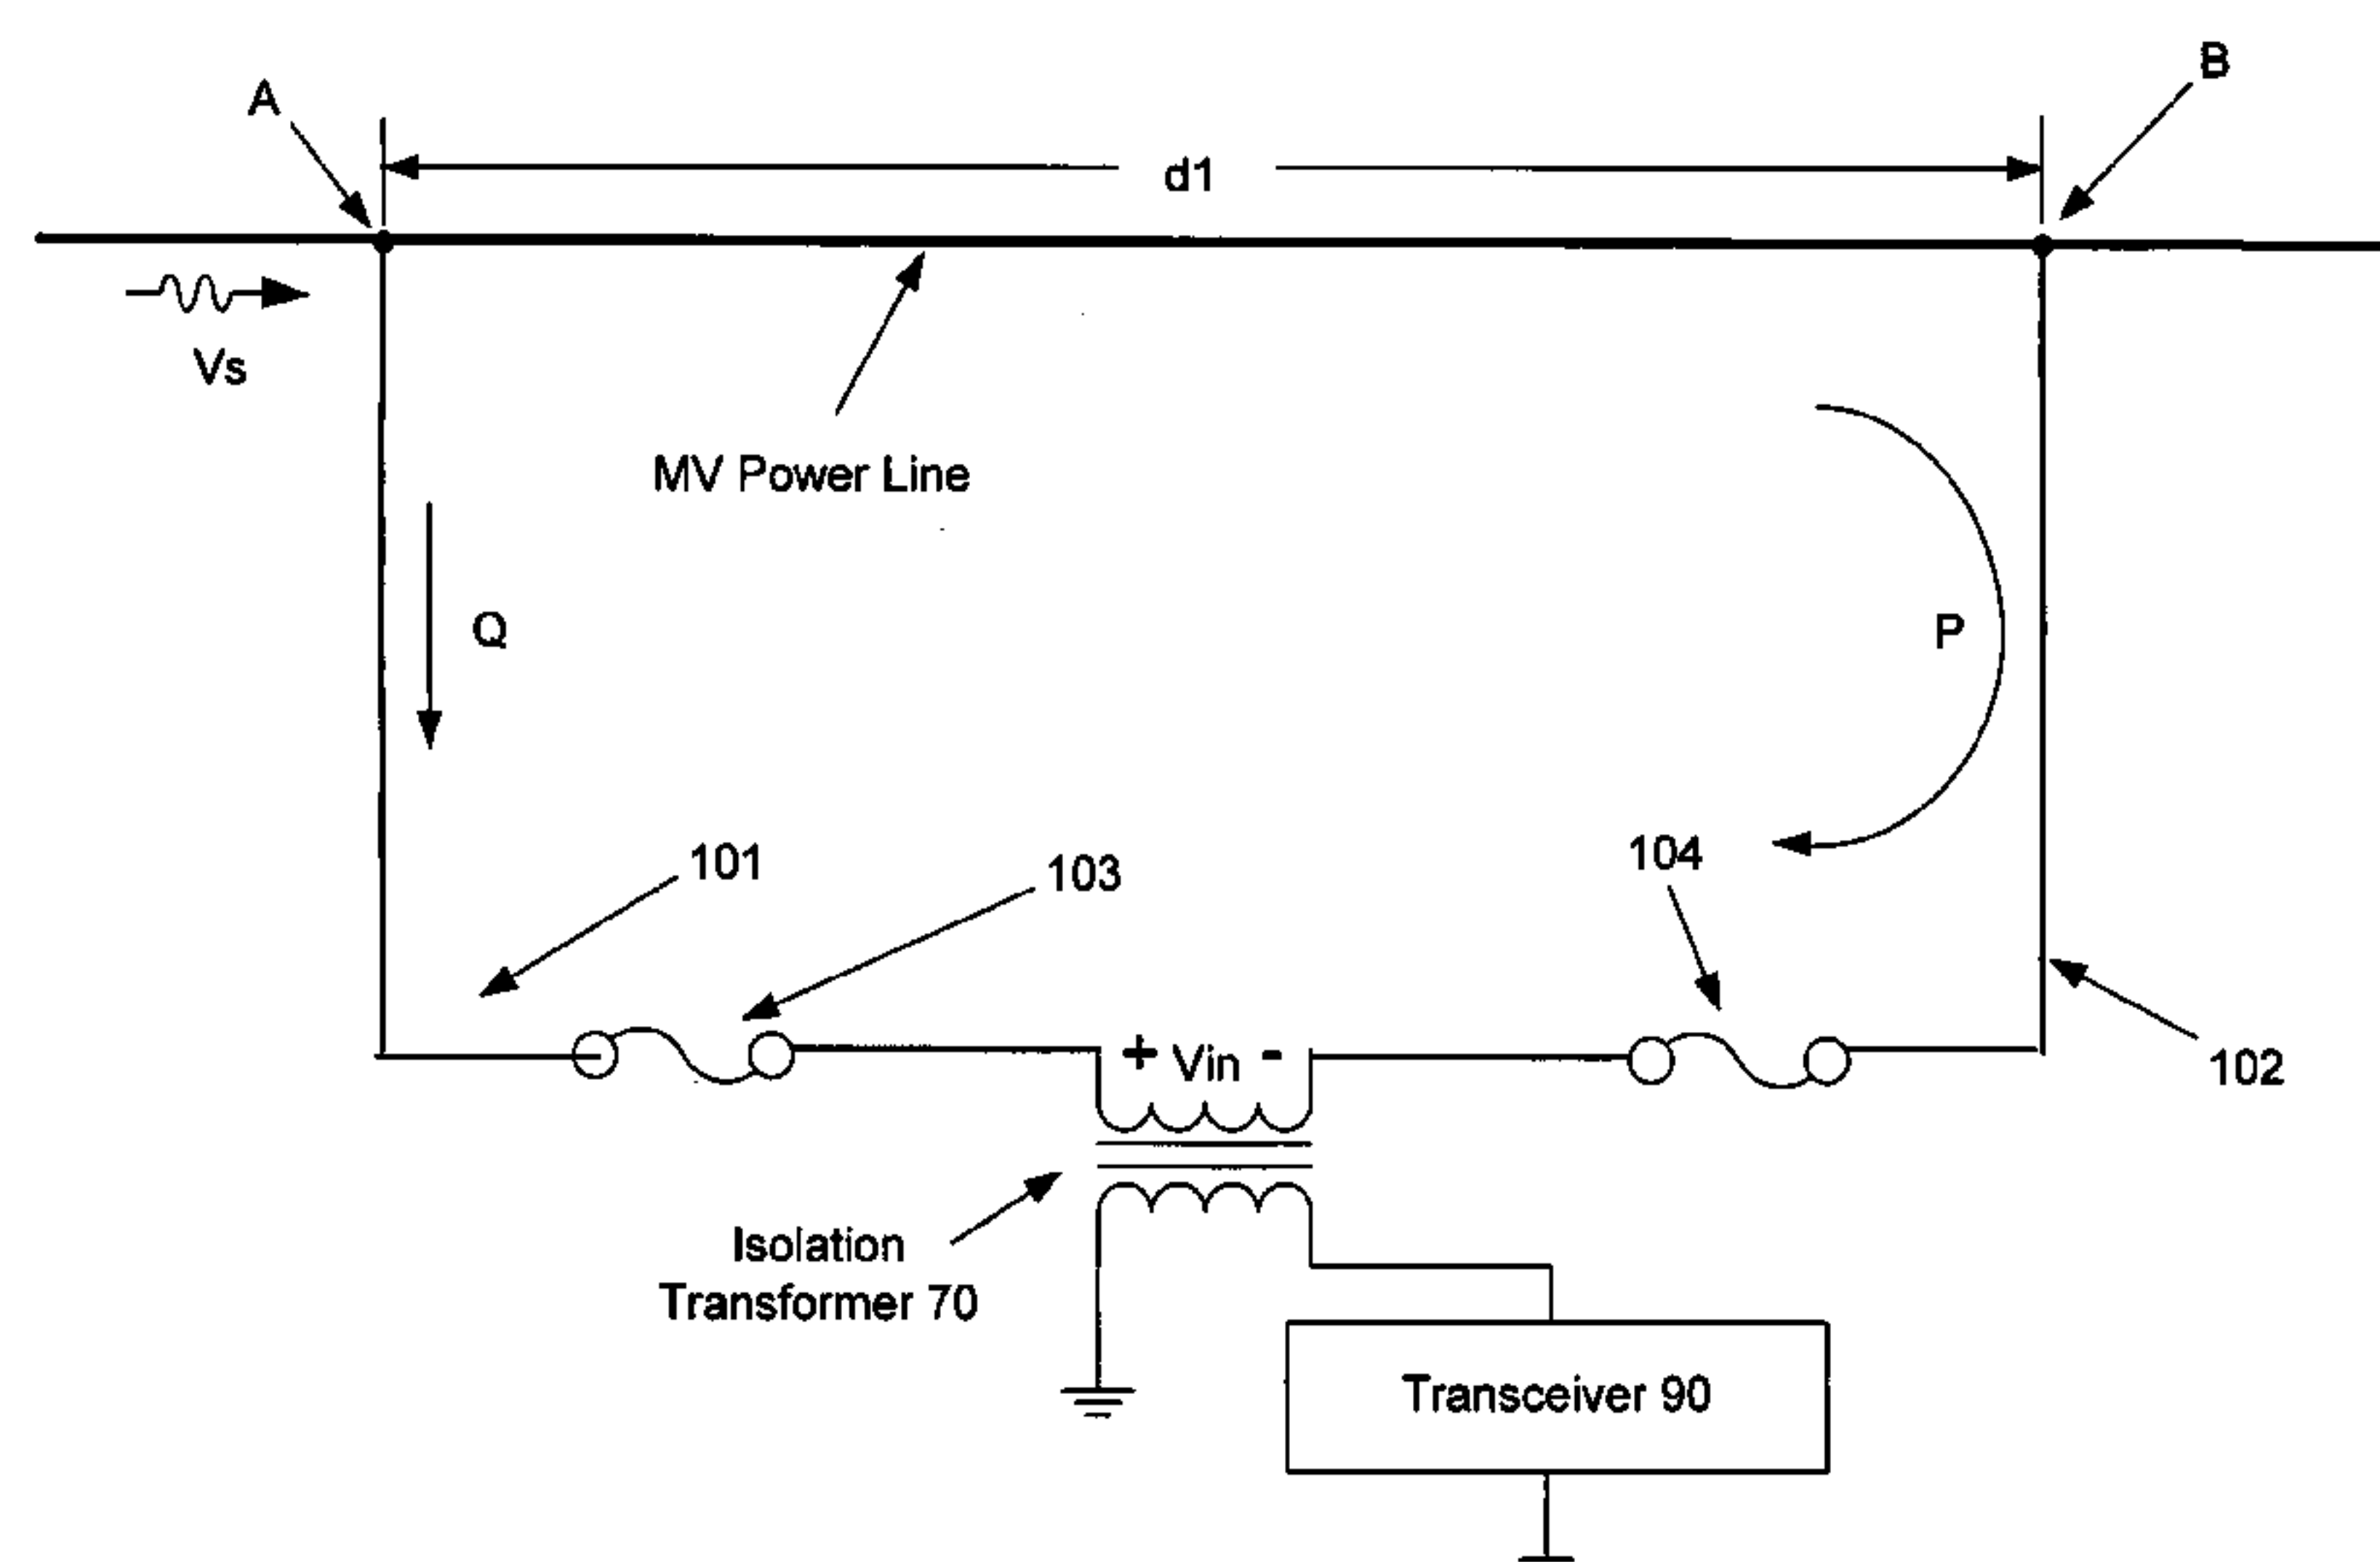 A
B
d1
Vs
MV Power Line
Q
P
101
103
104
+ Vin -
102
Isolation
Transformer 70
Transceiver 90